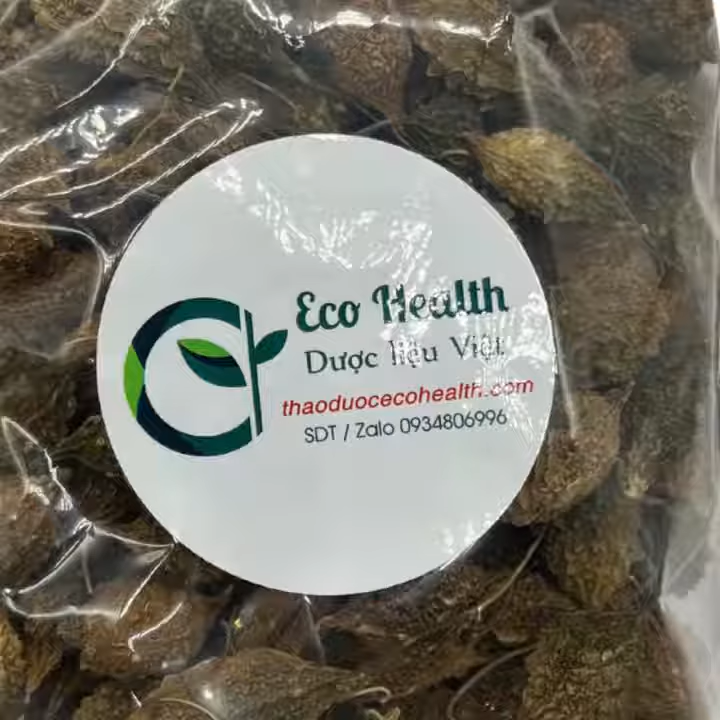 Eco Health
Dược liệu Việt
thaoduocecohealth.com
SDT / Zalo 0934806996